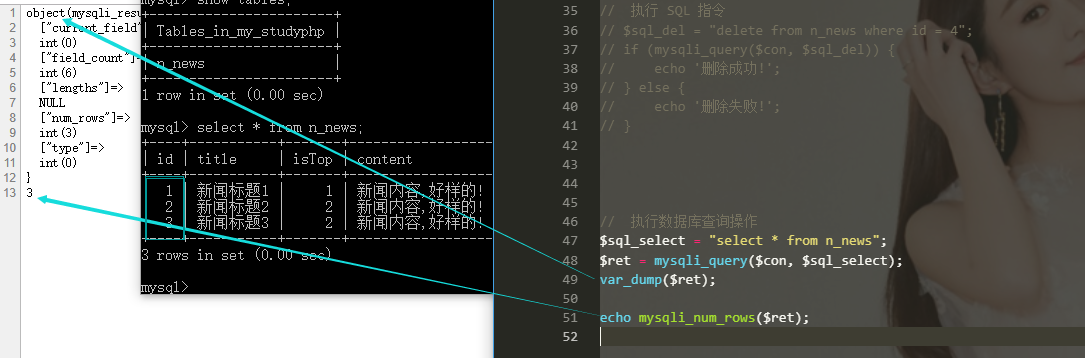 1 object(mysqli_resu
2 ["current_field"
3 int(0)
4 ["field_count"]=
5 int(6)
6 ["lengths"]=>
7 NULL
8 ["num_rows"]=>
9 int(3)
10 ["type"]=>
11 int(0)
12 }
13 3
mysql> show tables;
+--------------------+
| Tables_in_my_studyphp |
+--------------------+
| n_news |
+--------------------+
1 row in set (0.00 sec)
mysql> select * from n_news;
| id | title | isTop | content
| 1 | 新闻标题1 | 1 | 新闻内容,好样的!
| 2 | 新闻标题2 | 2 | 新闻内容,好样的!
| 3 | 新闻标题3 | 2 | 新闻内容,好样的!
3 rows in set (0.00 sec)
mysql>
35 // 执行 SQL 指令
36 // $sql_del = "delete from n_news where id = 4";
37 // if (mysqli_query($con, $sql_del)) {
38 // echo '删除成功!';
39 // } else {
40 // echo '删除失败!';
41 // }
42
43
44
45
46 // 执行数据库查询操作
47 $sql_select = "select * from n_news";
48 $ret = mysqli_query($con, $sql_select);
49 var_dump($ret);
50
51 echo mysqli_num_rows($ret);
52